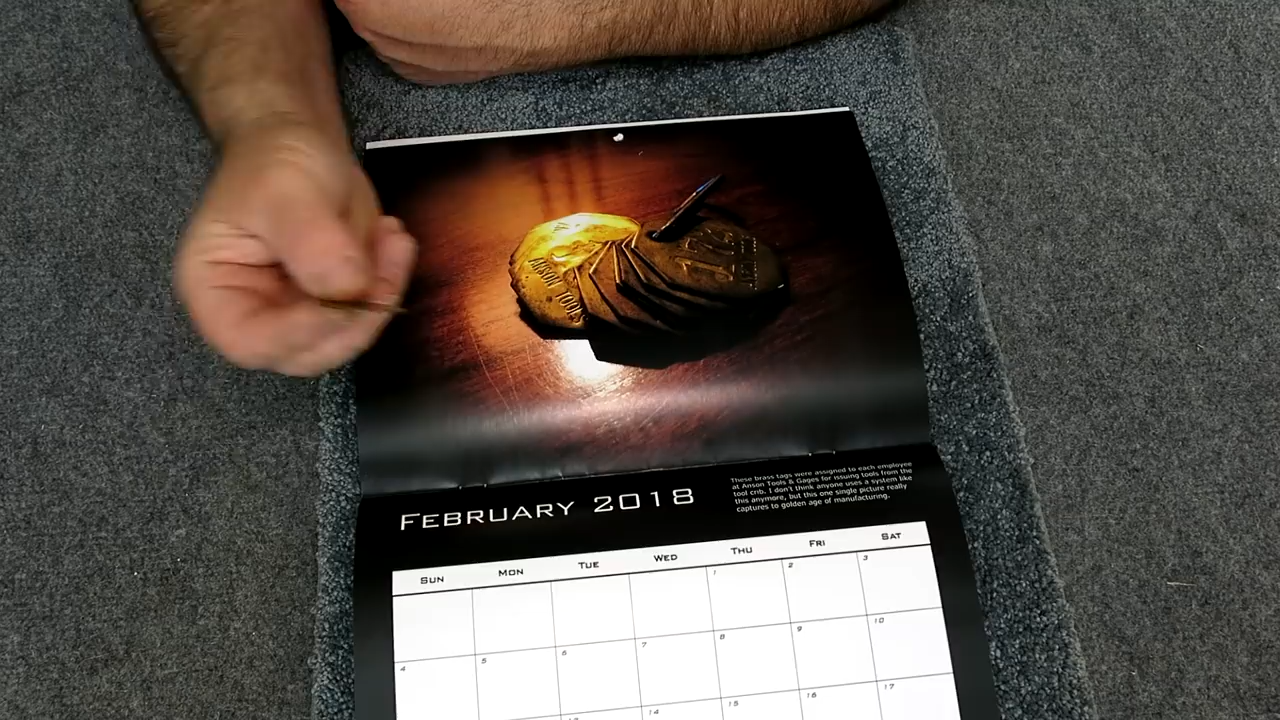 ANSON TOOLS
FEBRUARY 2018
These brass tags were assigned to each employee
at Anson Tools & Gages for issuing tools from the
tool crib. I don't think anyone uses a system like
this anymore, but this one single picture really
captures to golden age of manufacturing.
SUN MON TUE WED THU FRI SAT
1 2 3
4 5 6 7 8 9 10
13 14 15 16 17